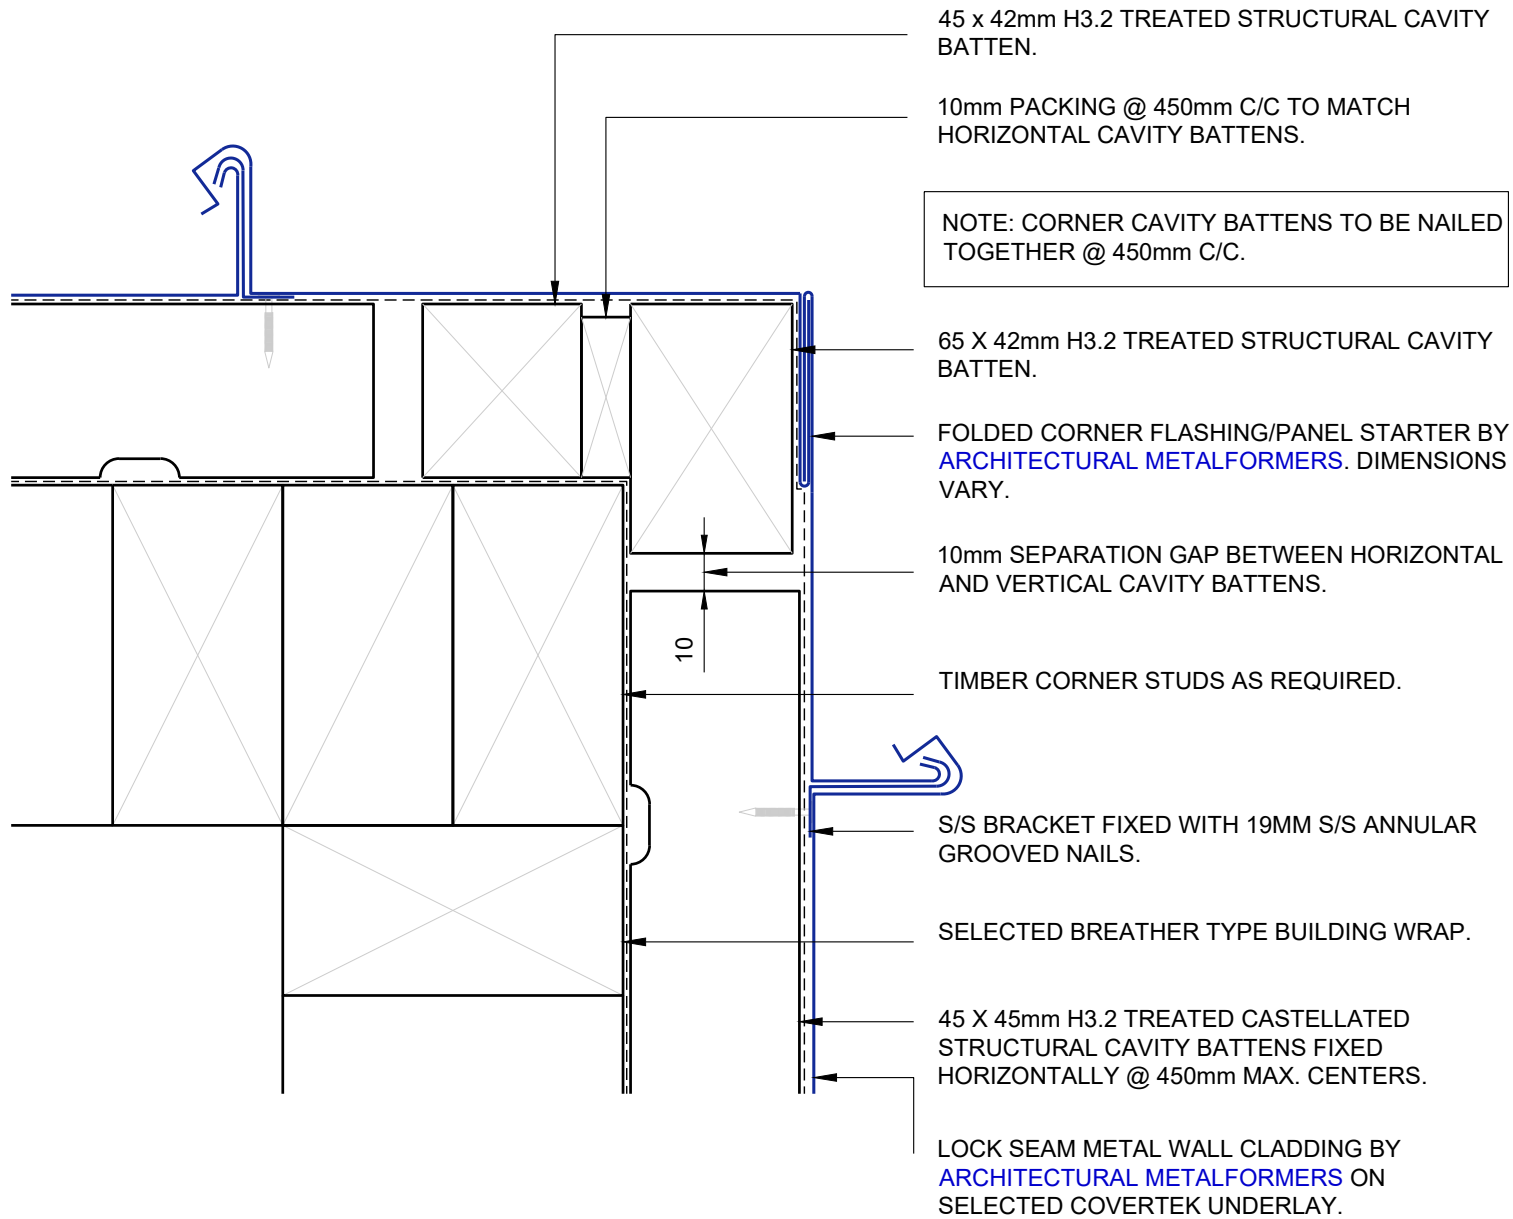 45 x 42mm H3.2 TREATED STRUCTURAL CAVITY
BATTEN.
10mm PACKING @ 450mm C/C TO MATCH
HORIZONTAL CAVITY BATTENS.
NOTE: CORNER CAVITY BATTENS TO BE NAILED
TOGETHER @ 450mm C/C.
65 X 42mm H3.2 TREATED STRUCTURAL CAVITY
BATTEN.
FOLDED CORNER FLASHING/PANEL STARTER BY
ARCHITECTURAL METALFORMERS. DIMENSIONS
VARY.
10mm SEPARATION GAP BETWEEN HORIZONTAL
AND VERTICAL CAVITY BATTENS.
10
TIMBER CORNER STUDS AS REQUIRED.
S/S BRACKET FIXED WITH 19MM S/S ANNULAR
GROOVED NAILS.
SELECTED BREATHER TYPE BUILDING WRAP.
45 X 45mm H3.2 TREATED CASTELLATED
STRUCTURAL CAVITY BATTENS FIXED
HORIZONTALLY @ 450mm MAX. CENTERS.
LOCK SEAM METAL WALL CLADDING BY
ARCHITECTURAL METALFORMERS ON
SELECTED COVERTEK UNDERLAY.